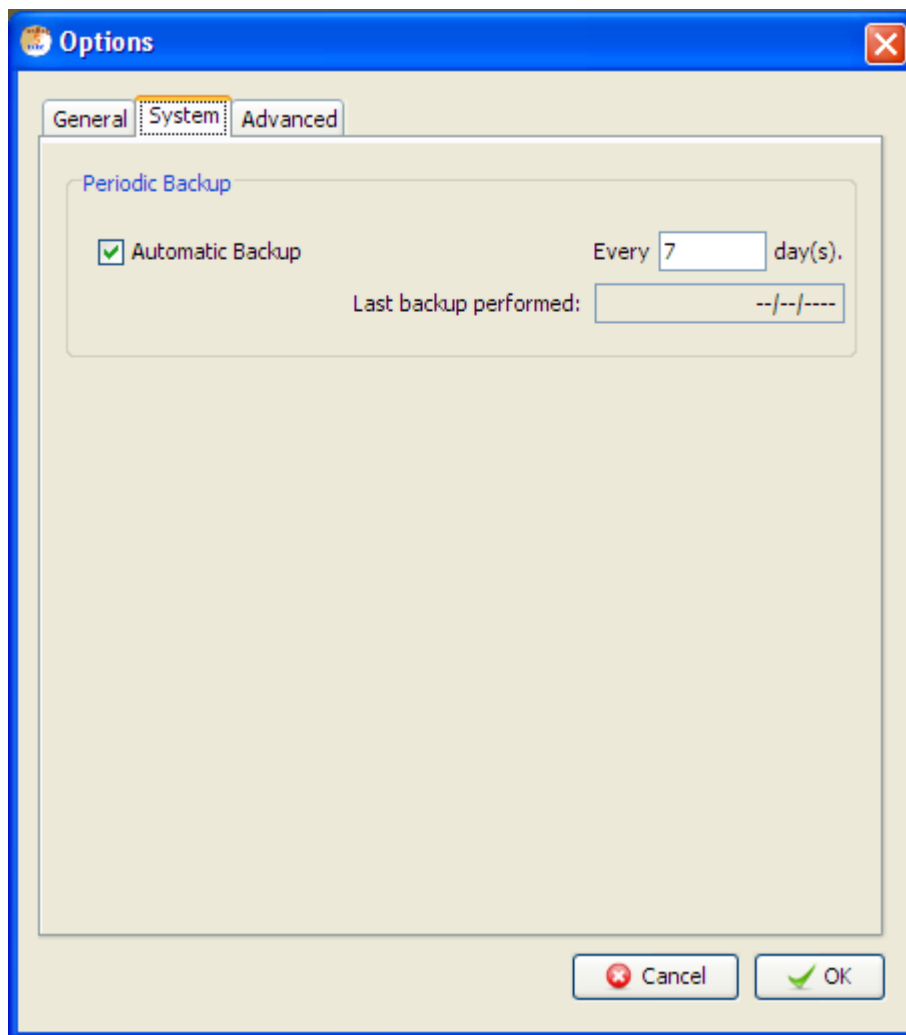 Options
General System Advanced
Periodic Backup
Automatic Backup Every 7 day(s).
Last backup performed: --/--/----
Cancel OK